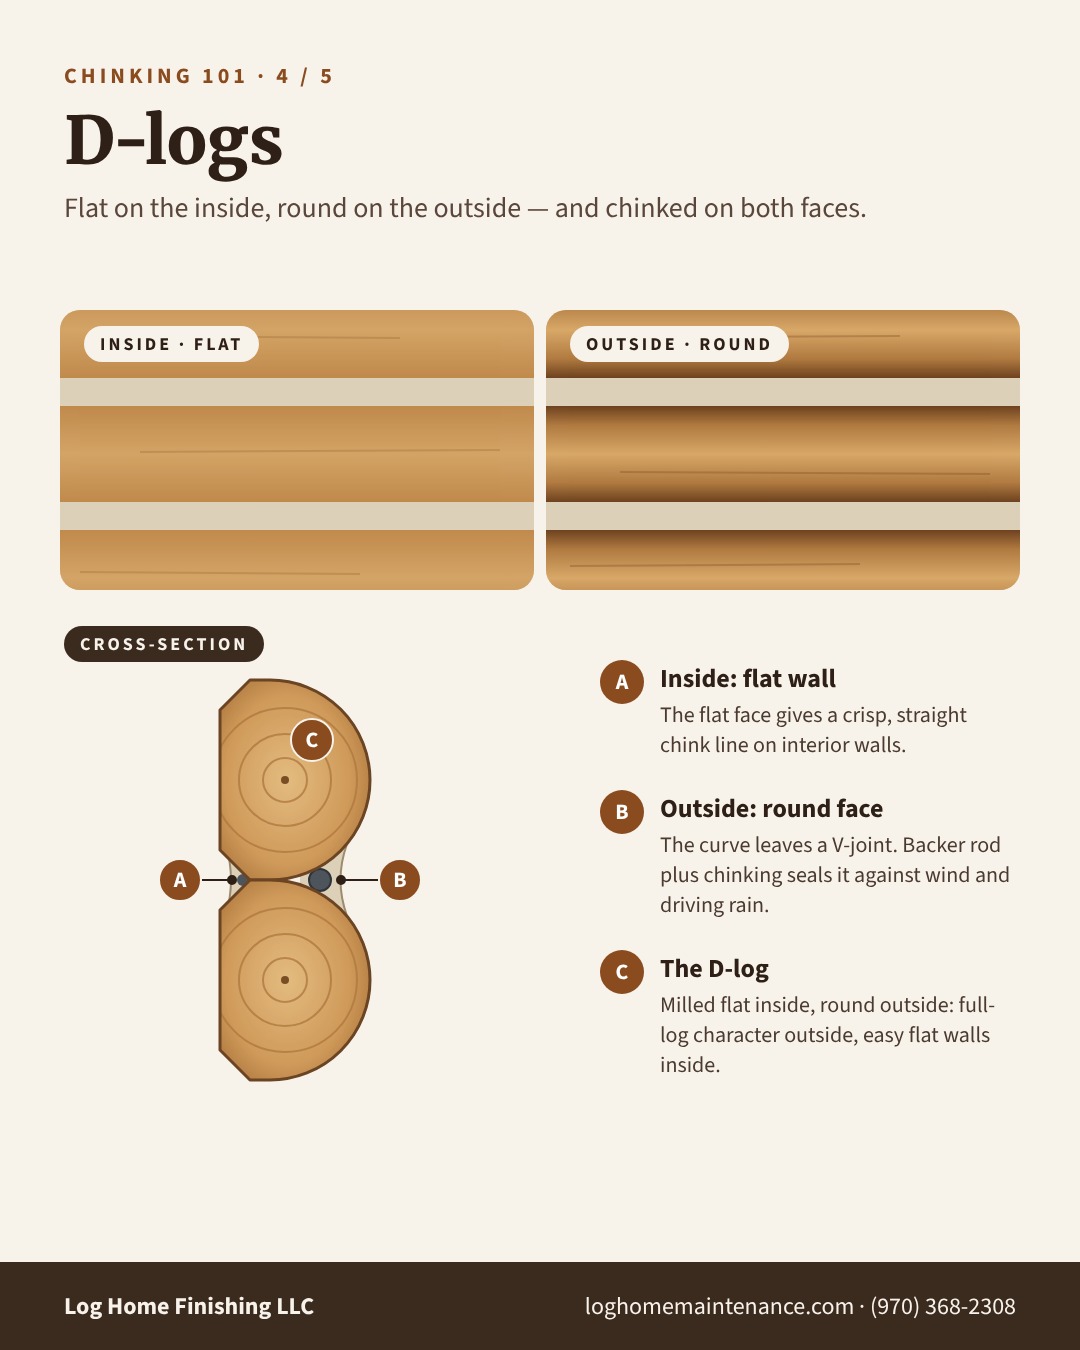 CHINKING 101 · 4 / 5
D-logs
Flat on the inside, round on the outside — and chinked on both faces.
INSIDE · FLAT
OUTSIDE · ROUND
CROSS-SECTION
C
A
B
A
Inside: flat wall
The flat face gives a crisp, straight
chink line on interior walls.
B
Outside: round face
The curve leaves a V-joint. Backer rod
plus chinking seals it against wind and
driving rain.
C
The D-log
Milled flat inside, round outside: full-
log character outside, easy flat walls
inside.
Log Home Finishing LLC
loghomemaintenance.com · (970) 368-2308